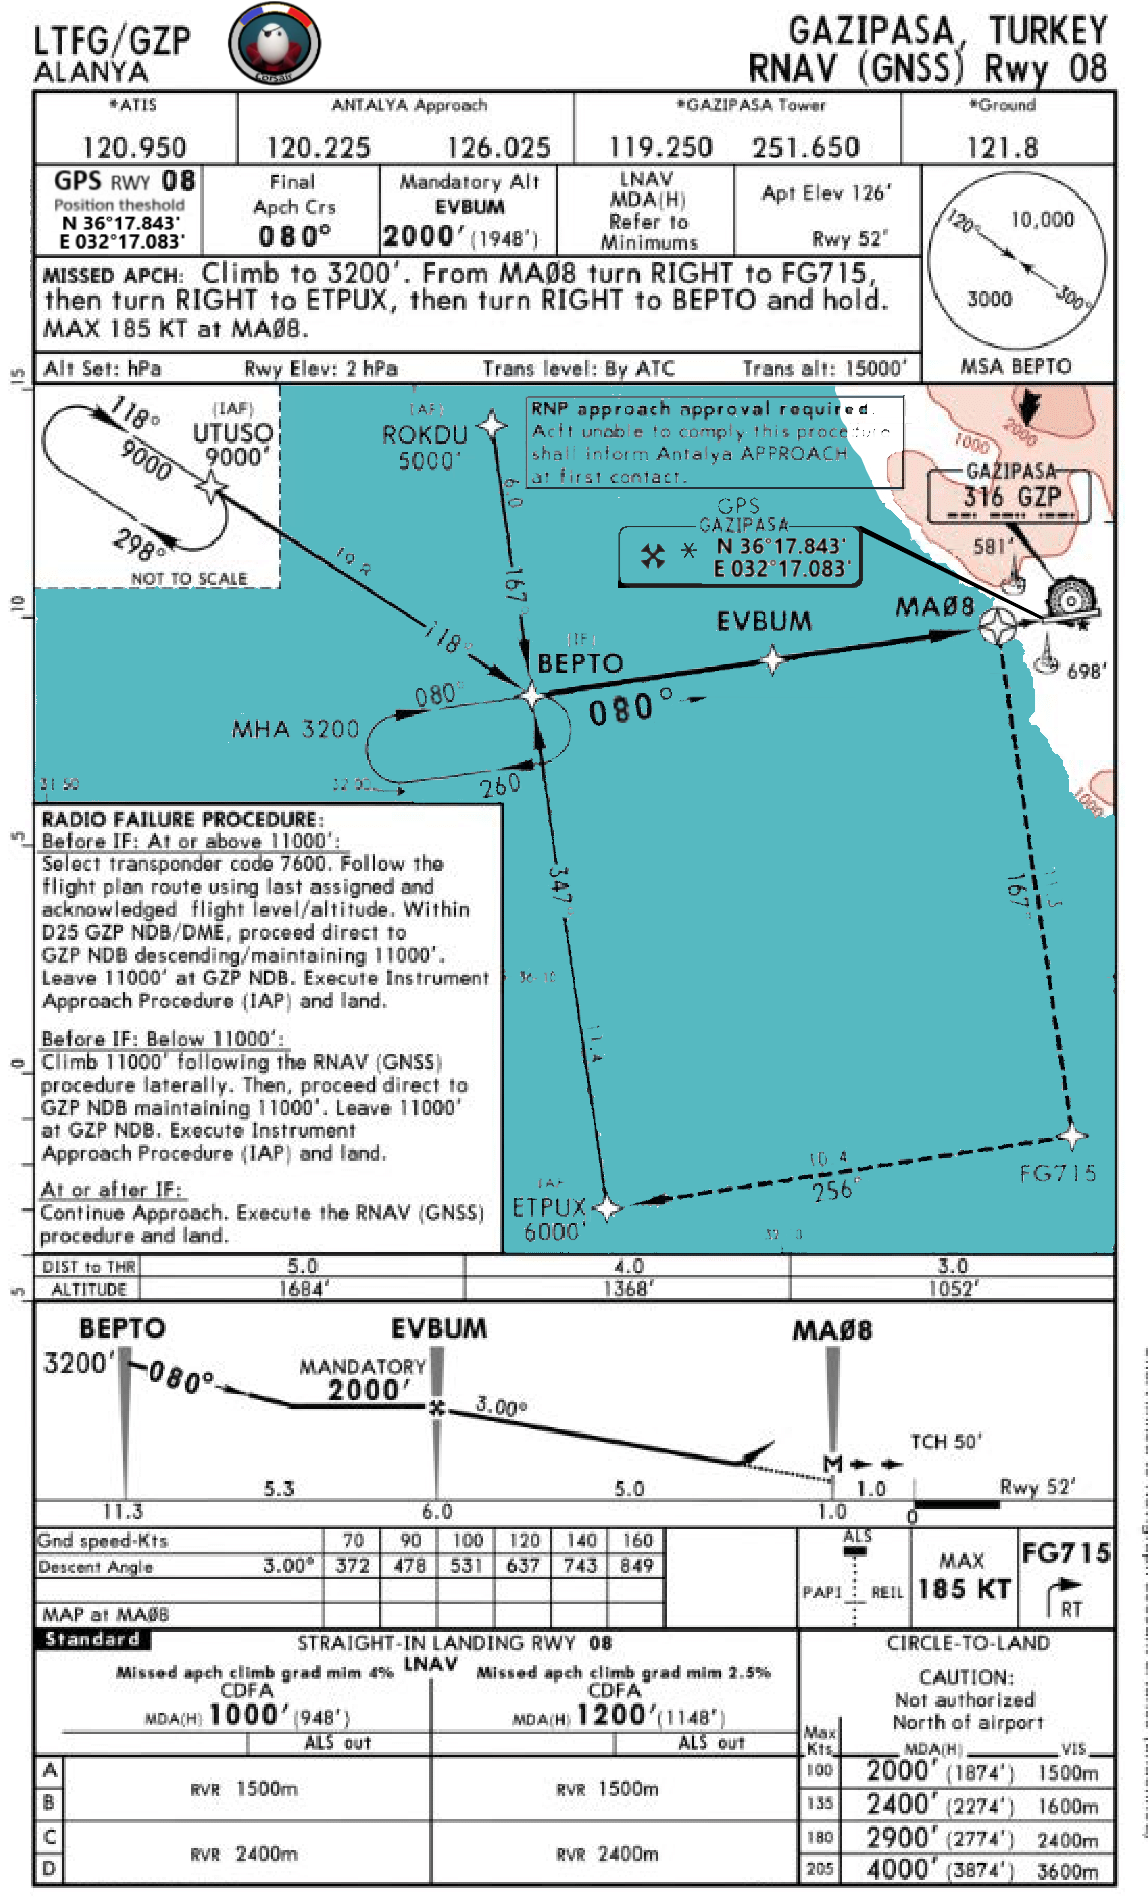 LTFG/GZP
ALANYA
corsair
GAZIPASA, TURKEY
RNAV (GNSS) Rwy 08
*ATIS
120.950
ANTALYA Approach
120.225 126.025
*GAZIPASA Tower
119.250 251.650
*Ground
121.8
GPS RWY 08
Position theshold
N 36°17.843'
E 032°17.083'
Final
Apch Crs
080°
Mandatory Alt
EVBUM
2000' (1948')
LNAV
MDA(H)
Refer to
Minimums
Apt Elev 126'
Rwy 52'
MISSED APCH: Climb to 3200'. From MAØ8 turn RIGHT to FG715,
then turn RIGHT to ETPUX, then turn RIGHT to BEPTO and hold.
MAX 185 KT at MAØ8.
120°
10,000
3000
300°
MSA BEPTO
Alt Set: hPa Rwy Elev: 2 hPa Trans level: By ATC Trans alt: 15000'
15
10
5
0
5
118°
9000
298°
(IAF)
UTUSO
9000'
NOT TO SCALE
(IAF)
ROKDU
5000'
RNP approach approval required.
Acft unable to comply this procedure
shall inform Antalya APPROACH
at first contact.
1000
2000
GAZIPASA
316 GZP
GPS
GAZIPASA
N 36°17.843'
E 032°17.083'
581'
698'
6.0
167°
19.8
118°
(IF)
BEPTO
EVBUM
MAØ8
080°
080°
MHA 3200
260
31-50
1000
347°
11.4
36-10
167°
11.5
10.4
256°
FG715
IAF
ETPUX
6000'
RADIO FAILURE PROCEDURE:
Before IF: At or above 11000':
Select transponder code 7600. Follow the
flight plan route using last assigned and
acknowledged flight level/altitude. Within
D25 GZP NDB/DME, proceed direct to
GZP NDB descending/maintaining 11000'.
Leave 11000' at GZP NDB. Execute Instrument
Approach Procedure (IAP) and land.
Before IF: Below 11000':
Climb 11000' following the RNAV (GNSS)
procedure laterally. Then, proceed direct to
GZP NDB maintaining 11000'. Leave 11000'
at GZP NDB. Execute Instrument
Approach Procedure (IAP) and land.
At or after IF:
Continue Approach. Execute the RNAV (GNSS)
procedure and land.
DIST to THR 5.0 4.0 3.0
ALTITUDE 1684' 1368' 1052'
BEPTO EVBUM MAØ8
3200'
080°
MANDATORY
2000'
3.00°
TCH 50'
M
5.3 5.0 1.0 Rwy 52'
11.3 6.0 1.0 0
Gnd speed-Kts 70 90 100 120 140 160
Descent Angle 3.00° 372 478 531 637 743 849
MAP at MAØ8
ALS
PAPI REIL
MAX
185 KT
FG715
RT
Standard
STRAIGHT-IN LANDING RWY 08
LNAV
Missed apch climb grad mim 4%
CDFA
MDA(H) 1000' (948')
ALS out
Missed apch climb grad mim 2.5%
CDFA
MDA(H) 1200' (1148')
ALS out
A
B
RVR 1500m RVR 1500m
C
D
RVR 2400m RVR 2400m
CIRCLE-TO-LAND
CAUTION:
Not authorized
North of airport
Max
Kts MDA(H) VIS
100 2000' (1874') 1500m
135 2400' (2274') 1600m
180 2900' (2774') 2400m
205 4000' (3874') 3600m